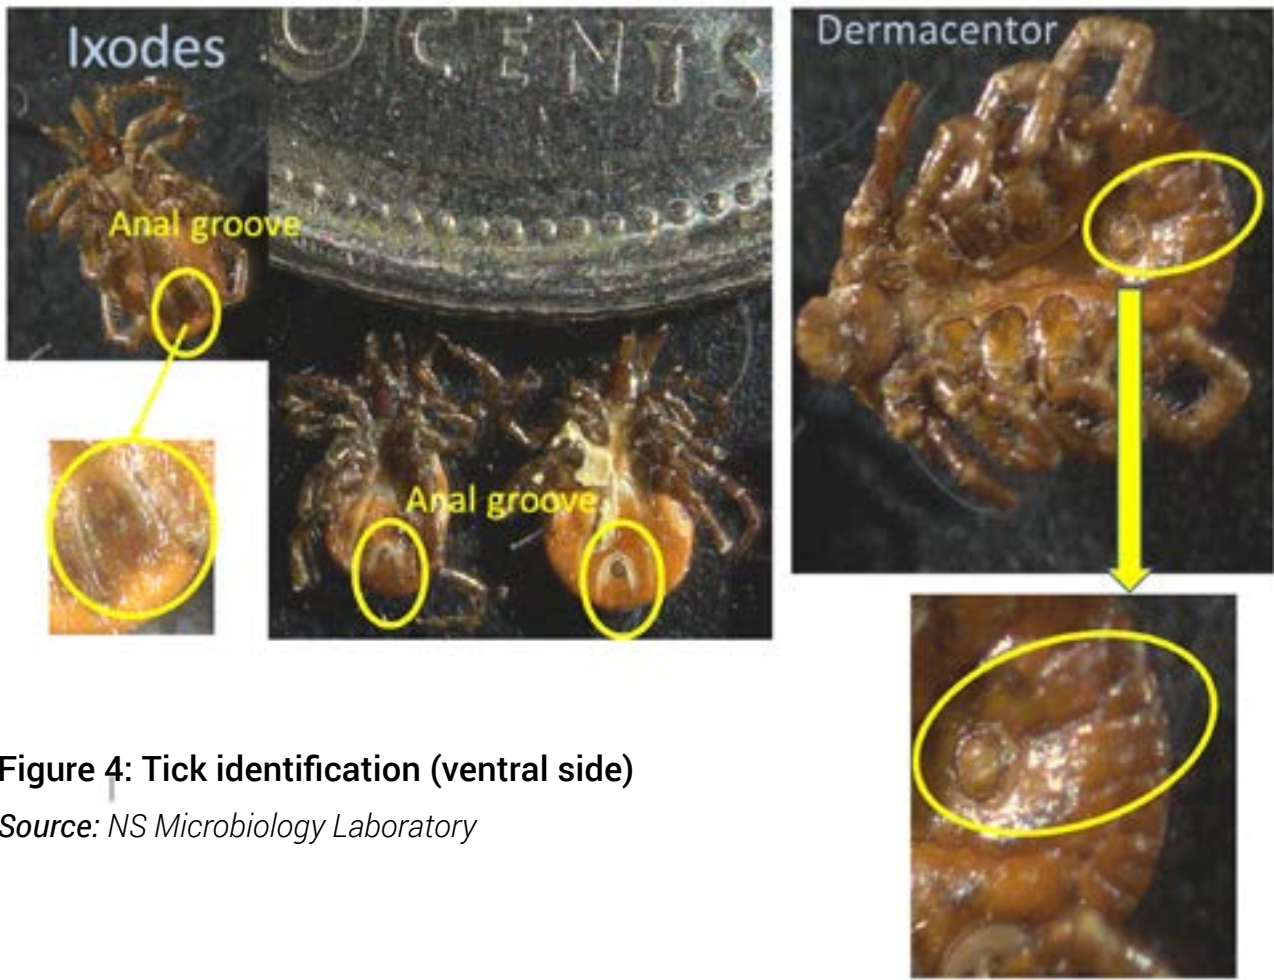 Ixodes
CENTS
Dermacentor
Anal groove
Anal groove
Figure 4: Tick identification (ventral side)
Source: NS Microbiology Laboratory